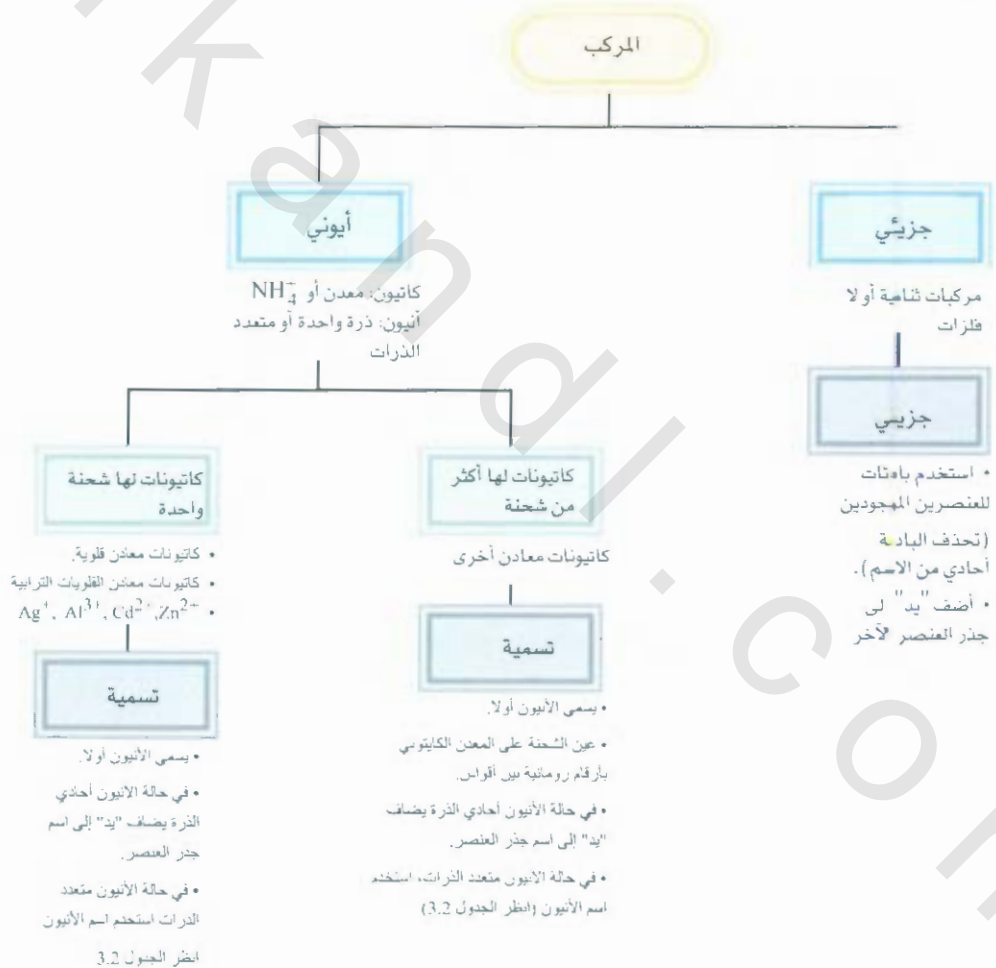 المركب
أيوني
كاتيون: معدن أو NH₄⁺
أنيون: ذرة واحدة أو متعدد
الذرات
جزيئي
مركبات ثنائية أو لا
فلزات
جزيئي
• استخدم بادئات
للعنصرين الموجودين
(تحذف البادئة
أحادي من الاسم).
• أضف "يد" لى
جذر العنصر لآخر
كاتيونات لها أكثر
من شحنة
كاتيونات معادن أخرى
تسمية
• يسمى الأنيون أولا.
• عين الشحنة على المعدن الكايتوني
بأرقام رومانية بين أقواس.
• في حالة الأنيون أحادي الذرة يضاف
"يد" إلى اسم جذر العنصر.
• في حالة الأنيون متعدد الذرات، استخدم
اسم الأنيون (انظر الجدول 3.2)
كاتيونات لها شحنة
واحدة
• كاتيونات معادن قلوية.
• كاتيونات معادن القلويات الترابية
• Ag⁺, Al³⁺, Cd²⁺, Zn²⁺
تسمية
• يسمى الأنيون أولا.
• في حالة الأنيون أحادي
الذرة يضاف "يد" إلى اسم
جذر العنصر.
• في حالة الأنيون متعدد
الذرات استخدم اسم الأنيون
انظر الجدول 3.2
kandl.com